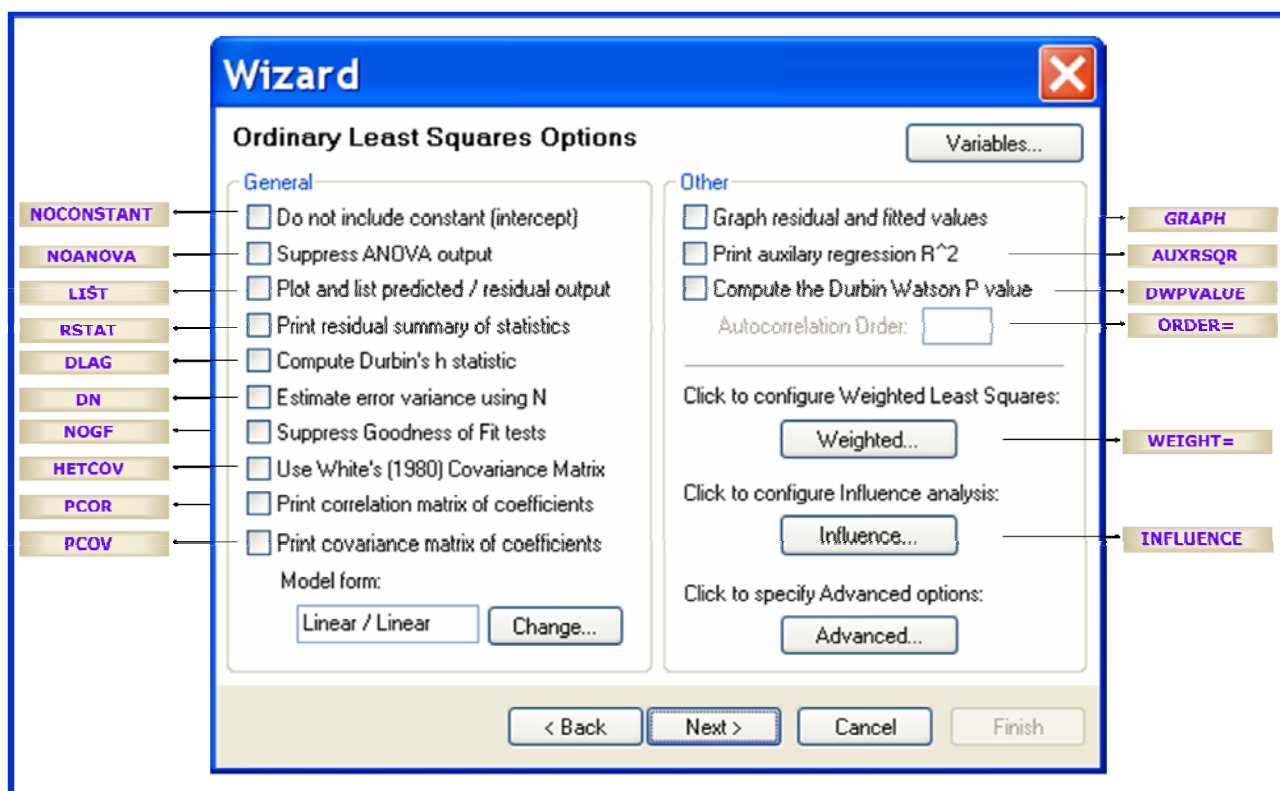 Wizard
Ordinary Least Squares Options
Variables...
General
NOCONSTANT
Do not include constant (intercept)
NOANOVA
Suppress ANOVA output
LIST
Plot and list predicted / residual output
RSTAT
Print residual summary of statistics
DLAG
Compute Durbin's h statistic
DN
Estimate error variance using N
NOGF
Suppress Goodness of Fit tests
HETCOV
Use White's (1980) Covariance Matrix
PCOR
Print correlation matrix of coefficients
PCOV
Print covariance matrix of coefficients
Model form:
Linear / Linear
Change...
Other
Graph residual and fitted values
GRAPH
Print auxilary regression R^2
AUXRSQR
Compute the Durbin Watson P value
DWPVALUE
Autocorrelation Order:
ORDER=
Click to configure Weighted Least Squares:
Weighted...
WEIGHT=
Click to configure Influence analysis:
Influence...
INFLUENCE
Click to specify Advanced options:
Advanced...
< Back
Next >
Cancel
Finish